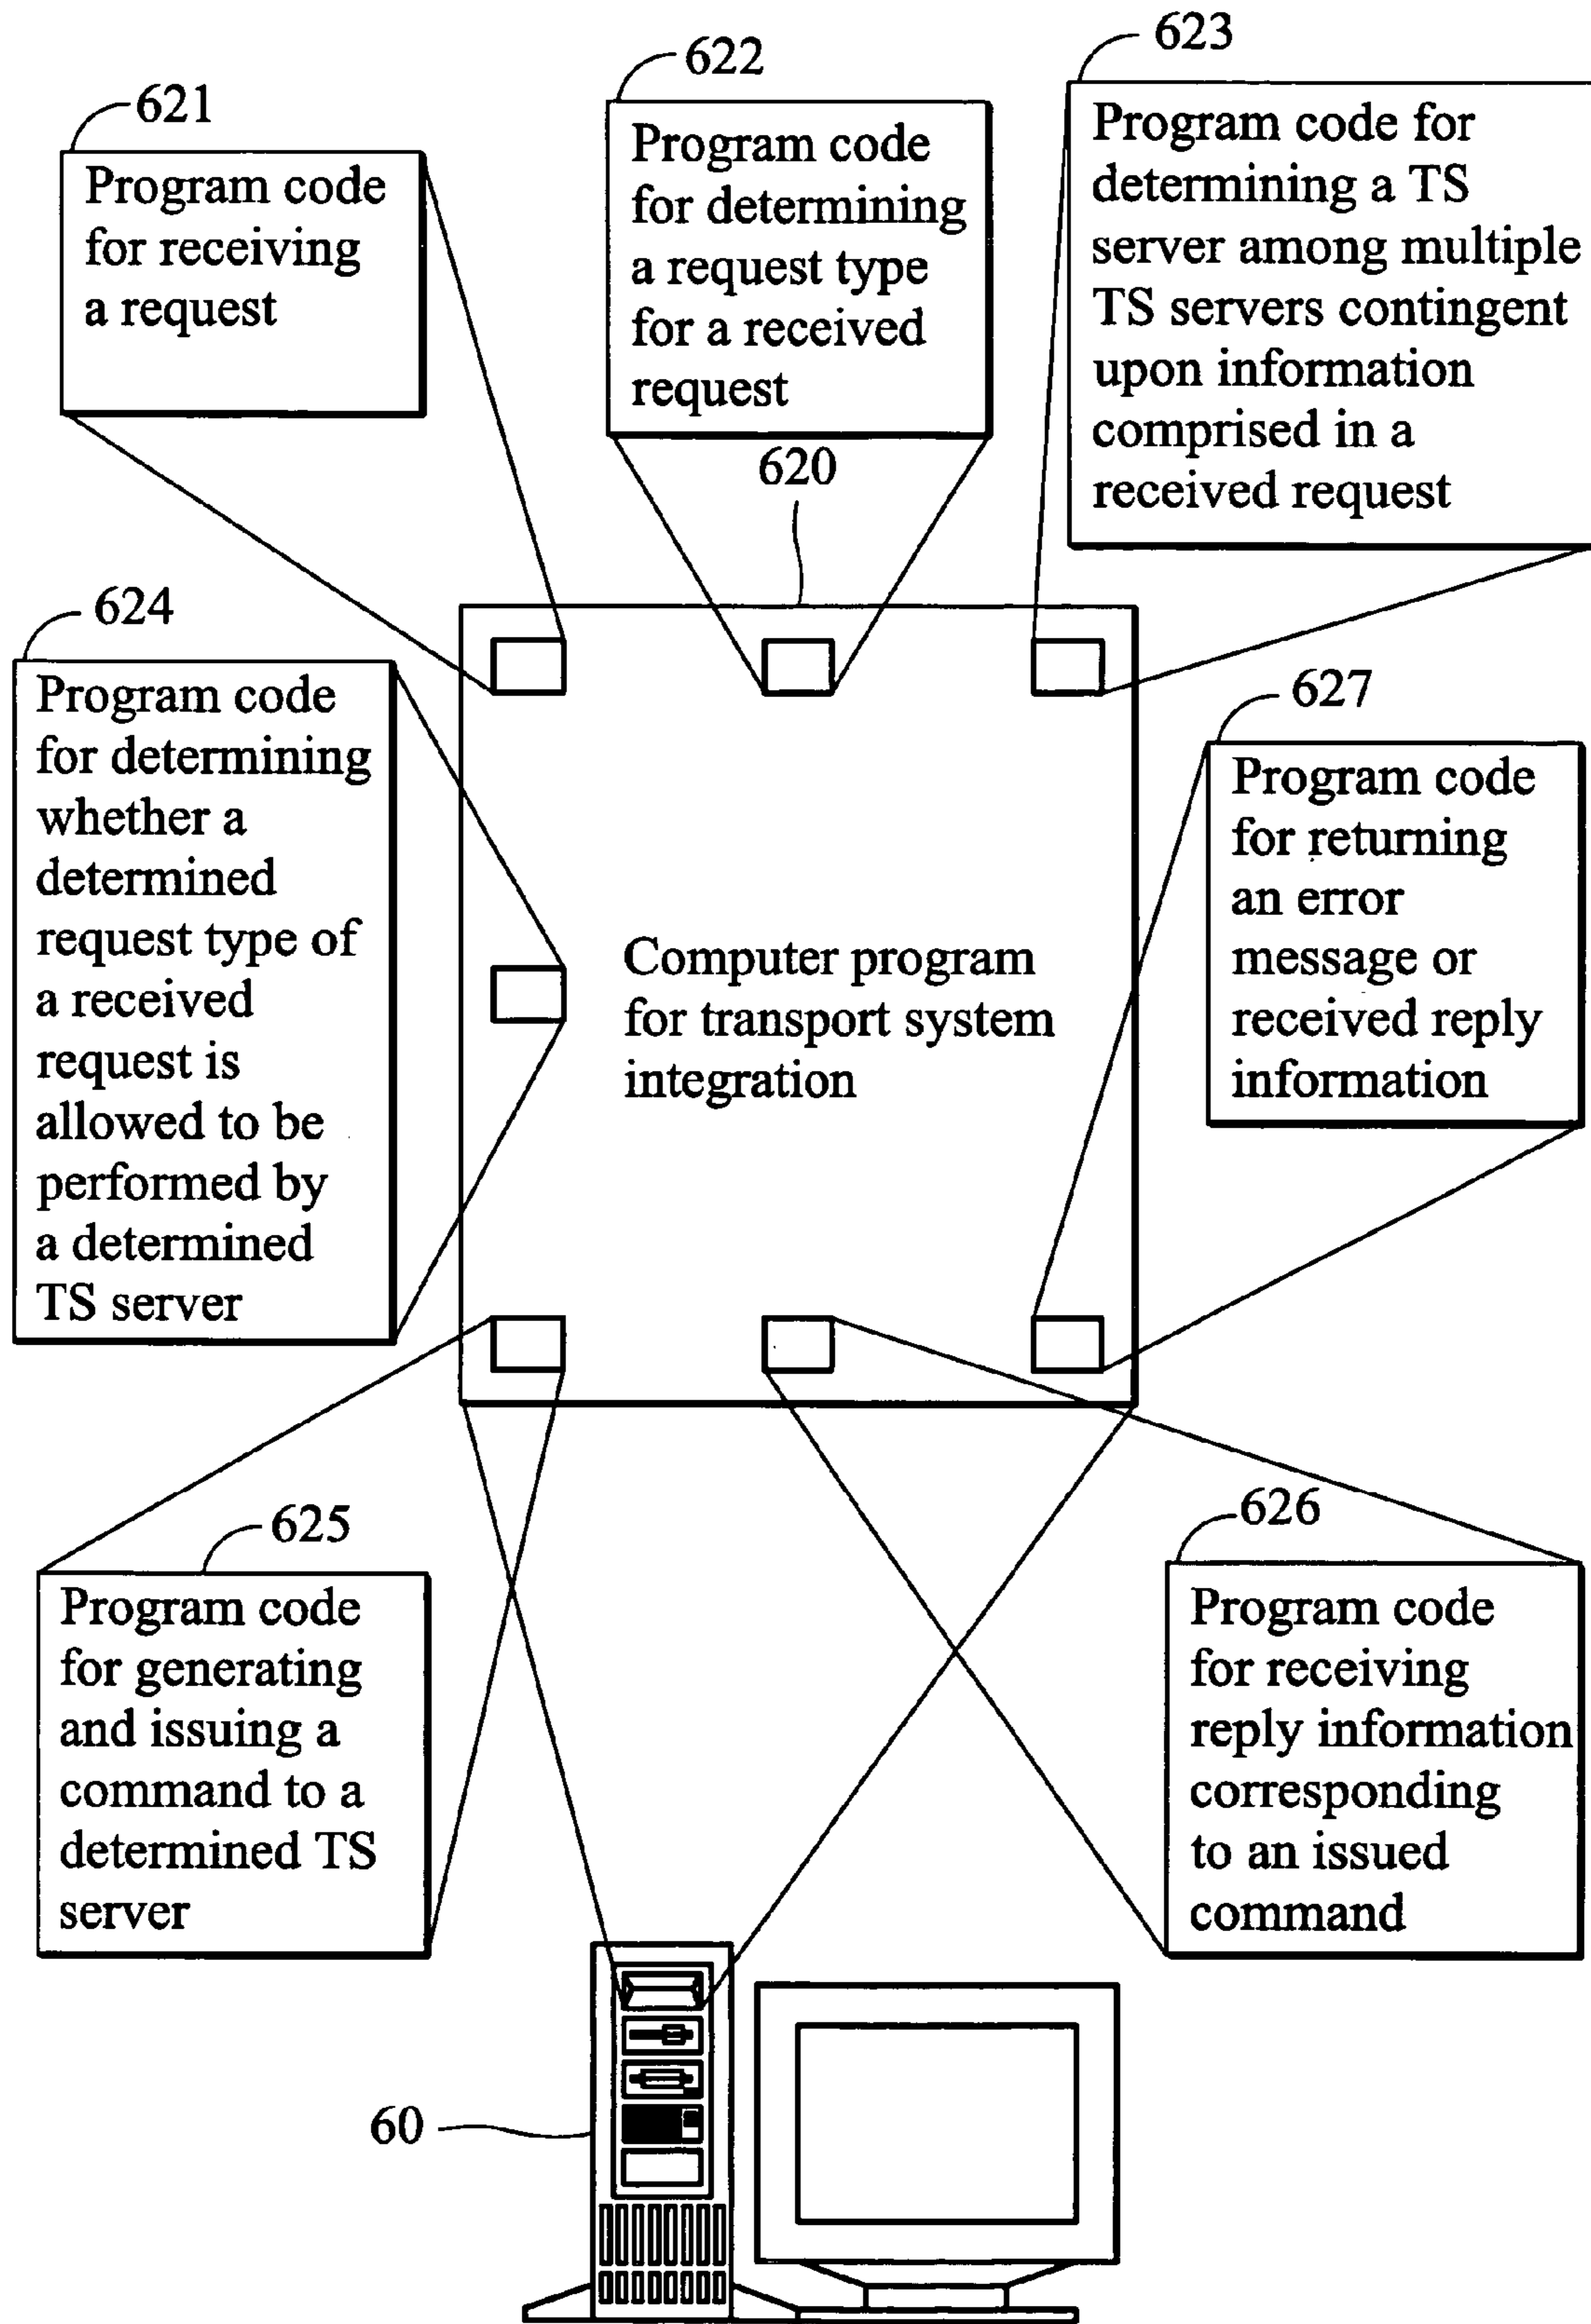 621
Program code
for receiving
a request
622
Program code
for determining
a request type
for a received
request
623
Program code for
determining a TS
server among multiple
TS servers contingent
upon information
comprised in a
received request
620
Computer program
for transport system
integration
624
Program code
for determining
whether a
determined
request type of
a received
request is
allowed to be
performed by
a determined
TS server
627
Program code
for returning
an error
message or
received reply
information
625
Program code
for generating
and issuing a
command to a
determined TS
server
626
Program code
for receiving
reply information
corresponding
to an issued
command
60